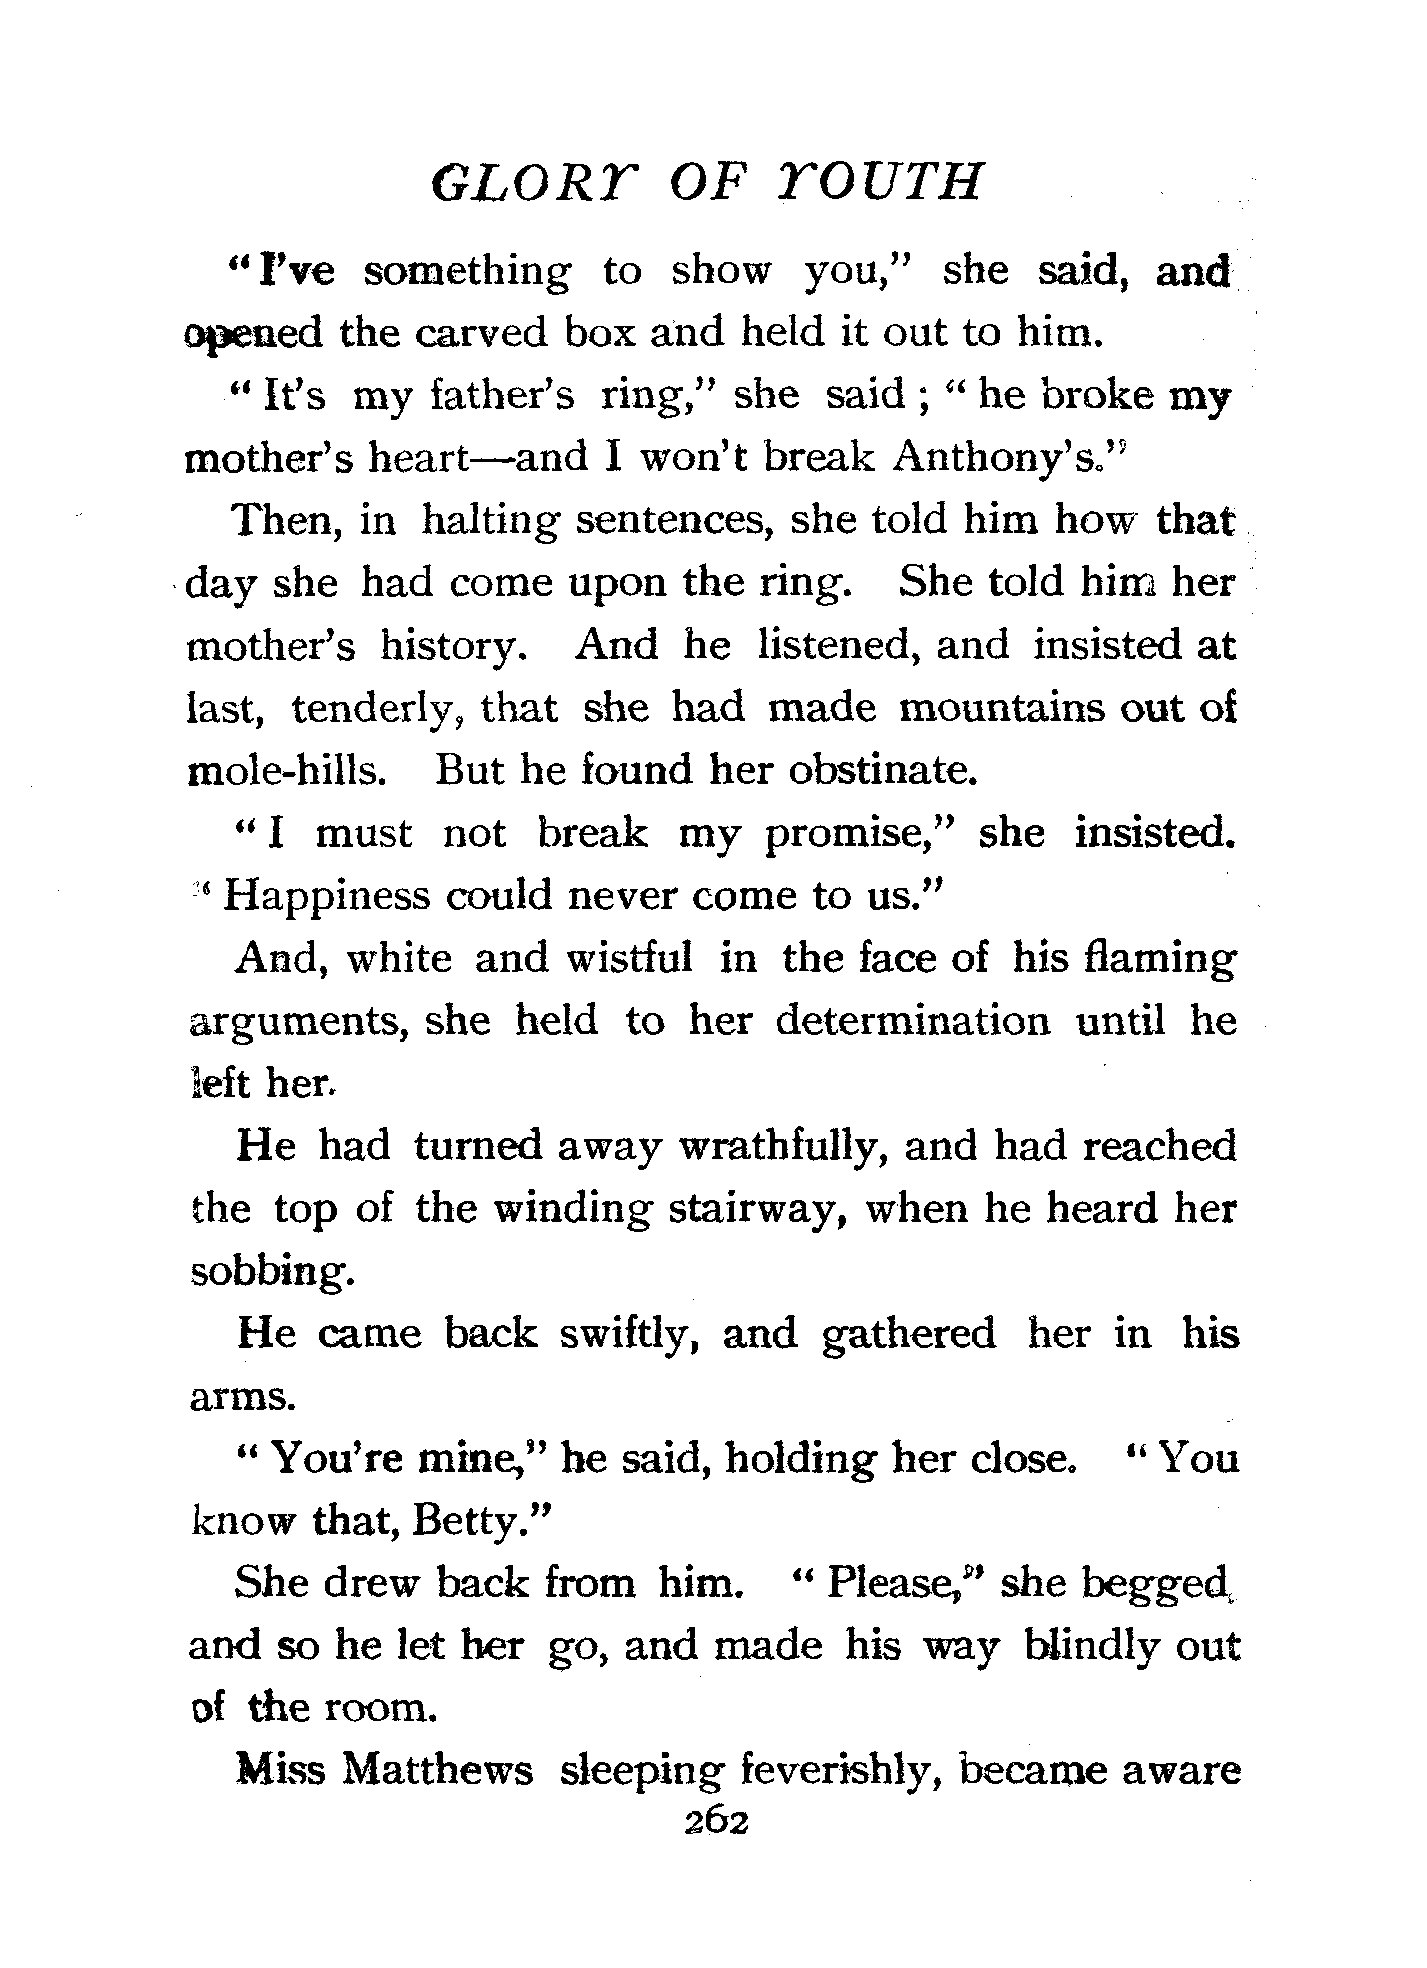 GLORY OF YOUTH
"I've something to show you," she said, and
opened the carved box and held it out to him.
"It's my father's ring," she said; "he broke my
mother's heart—and I won't break Anthony's."
Then, in halting sentences, she told him how that
day she had come upon the ring. She told him her
mother's history. And he listened, and insisted at
last, tenderly, that she had made mountains out of
mole-hills. But he found her obstinate.
"I must not break my promise," she insisted.
"Happiness could never come to us."
And, white and wistful in the face of his flaming
arguments, she held to her determination until he
left her.
He had turned away wrathfully, and had reached
the top of the winding stairway, when he heard her
sobbing.
He came back swiftly, and gathered her in his
arms.
"You're mine," he said, holding her close. "You
know that, Betty."
She drew back from him. "Please," she begged,
and so he let her go, and made his way blindly out
of the room.
Miss Matthews sleeping feverishly, became aware
262